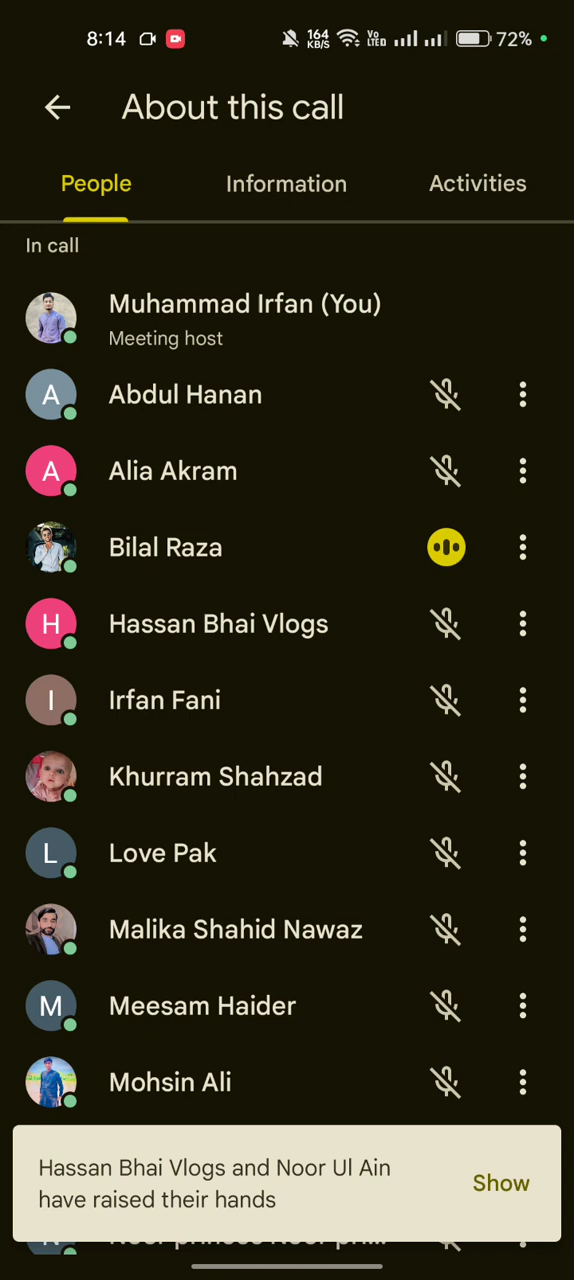 8:14
164
KB/S
Vo
LTE
72%
About this call
People
Information
Activities
In call
Muhammad Irfan (You)
Meeting host
A
Abdul Hanan
A
Alia Akram
Bilal Raza
H
Hassan Bhai Vlogs
I
Irfan Fani
Khurram Shahzad
L
Love Pak
Malika Shahid Nawaz
M
Meesam Haider
Mohsin Ali
Hassan Bhai Vlogs and Noor Ul Ain
have raised their hands
Show